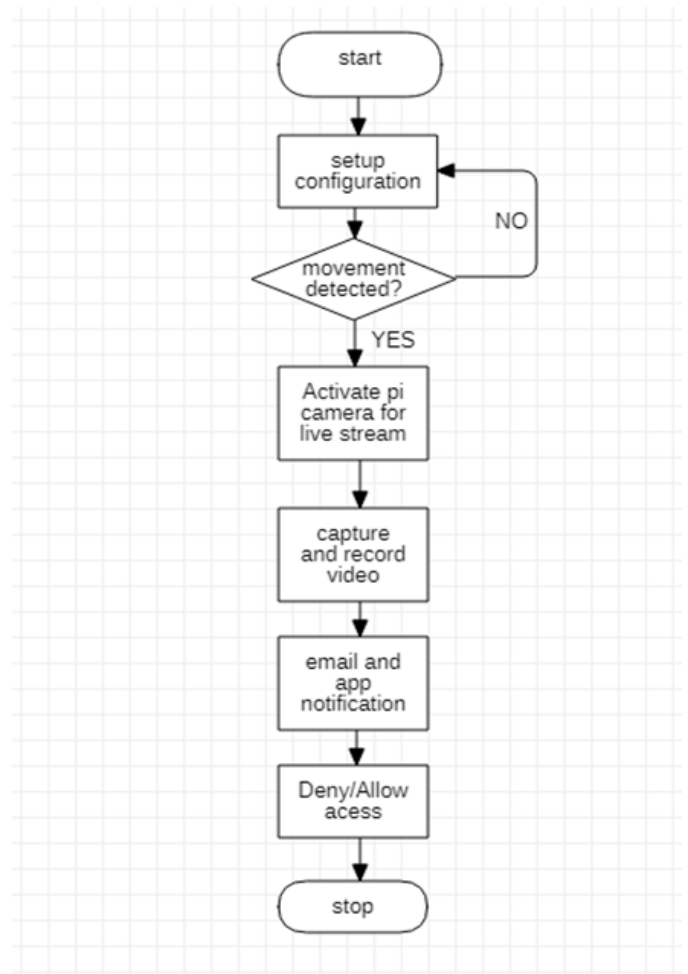 start
setup
configuration
NO
movement
detected?
YES
Activate pi
camera for
live stream
capture
and record
video
email and
app
notification
Deny/Allow
acess
stop